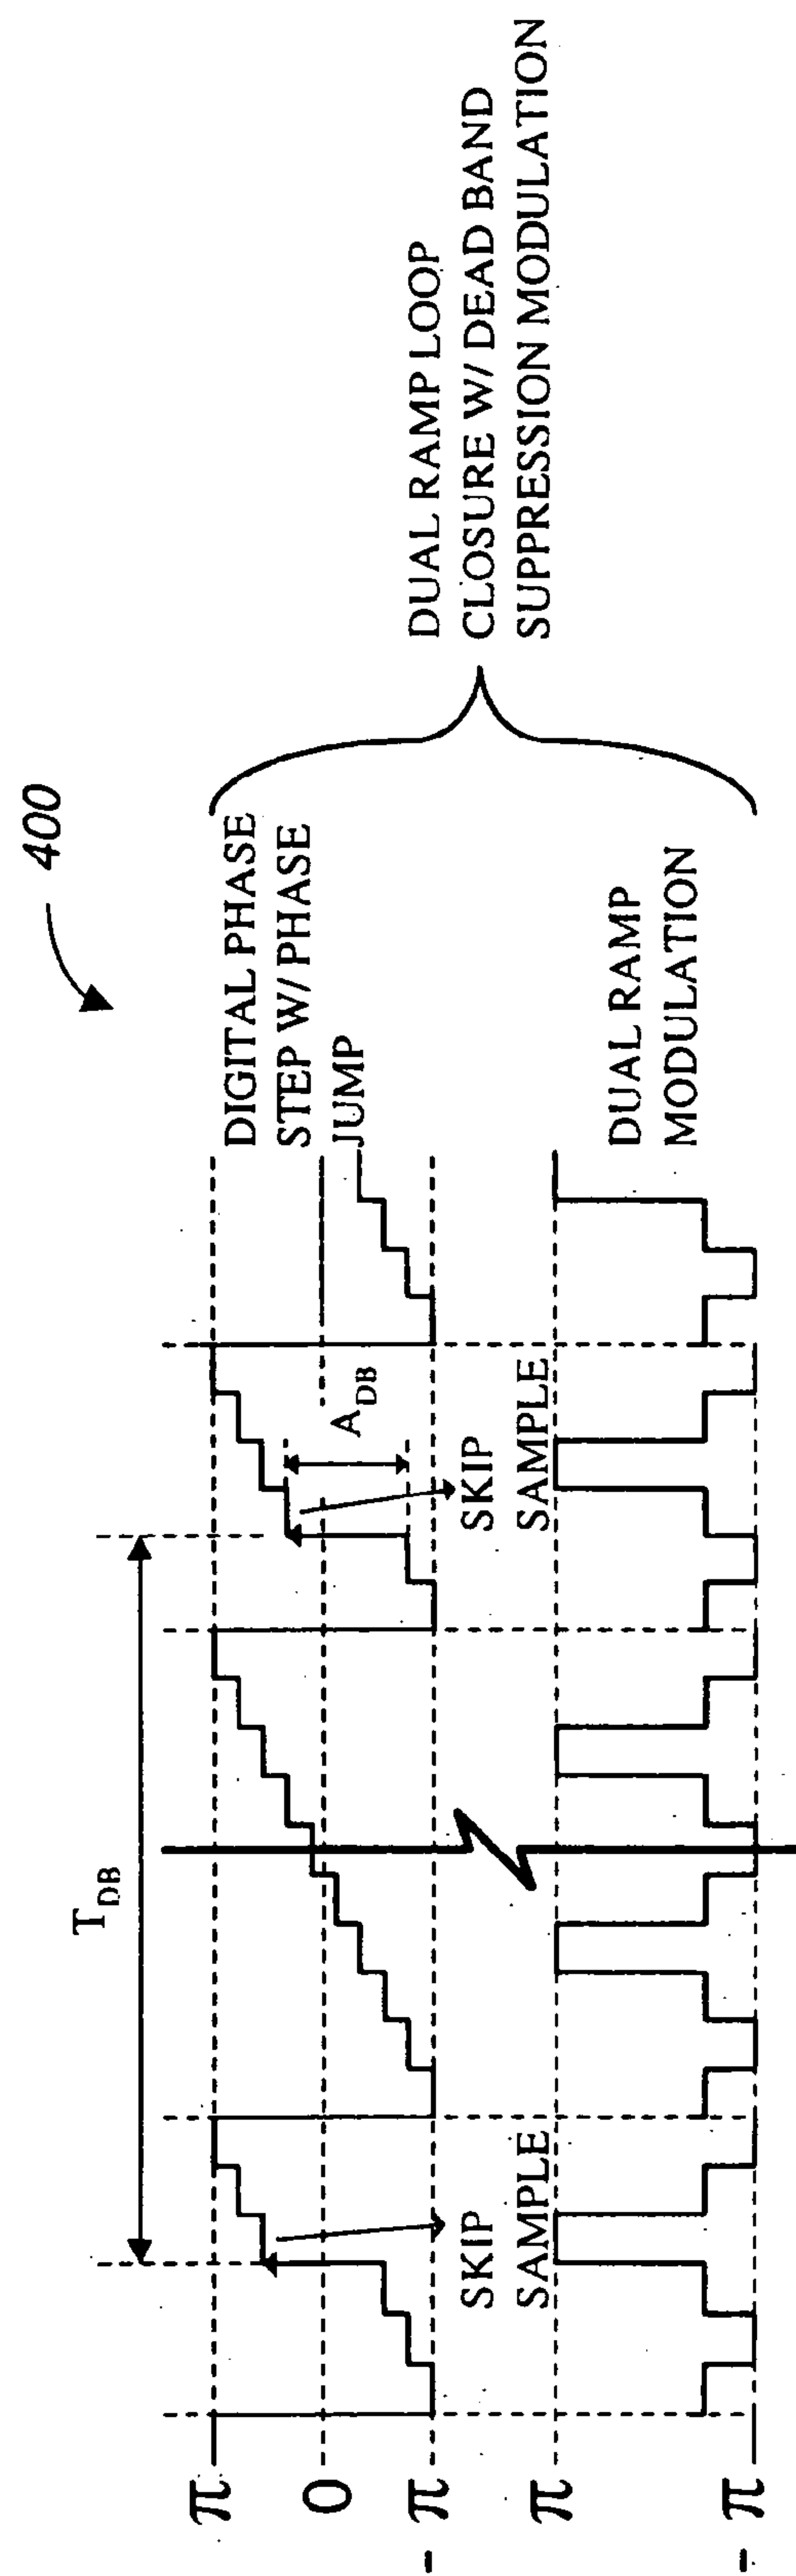 400
T_DB
π
0
- π
DIGITAL PHASE
STEP W/ PHASE
JUMP
A_DB
SKIP
SAMPLE
SKIP
SAMPLE
π
- π
DUAL RAMP
MODULATION
DUAL RAMP LOOP
CLOSURE W/ DEAD BAND
SUPPRESSION MODULATION